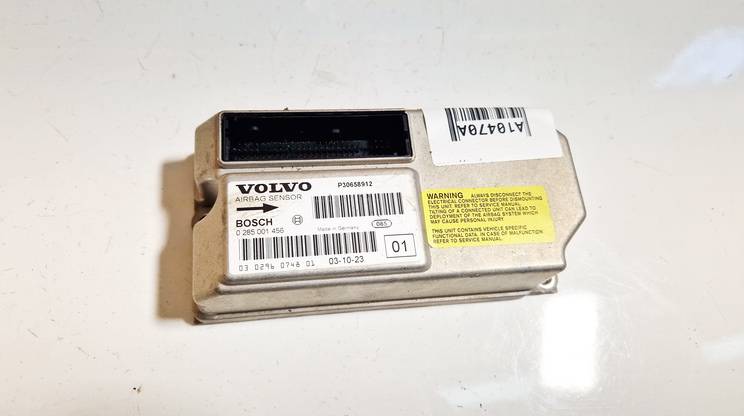 A10470A
VOLVO
P30658912
AIRBAG SENSOR
BOSCH
Made in Germany
085
0 285 001 456
01
03 0296 0748 01
03-10-23
WARNING ALWAYS DISCONNECT THE
ELECTRICAL CONNECTOR BEFORE DISMOUNTING
THIS UNIT. REFER TO SERVICE MANUAL.
TILTING OF A CONNECTED UNIT CAN LEAD TO
DEPLOYMENT OF THE AIRBAG SYSTEM WHICH
MAY CAUSE PERSONAL INJURY
THIS UNIT CONTAINS VEHICLE SPECIFIC
FUNCTIONAL DATA. IN CASE OF MALFUNCTION
REFER TO SERVICE MANUAL.